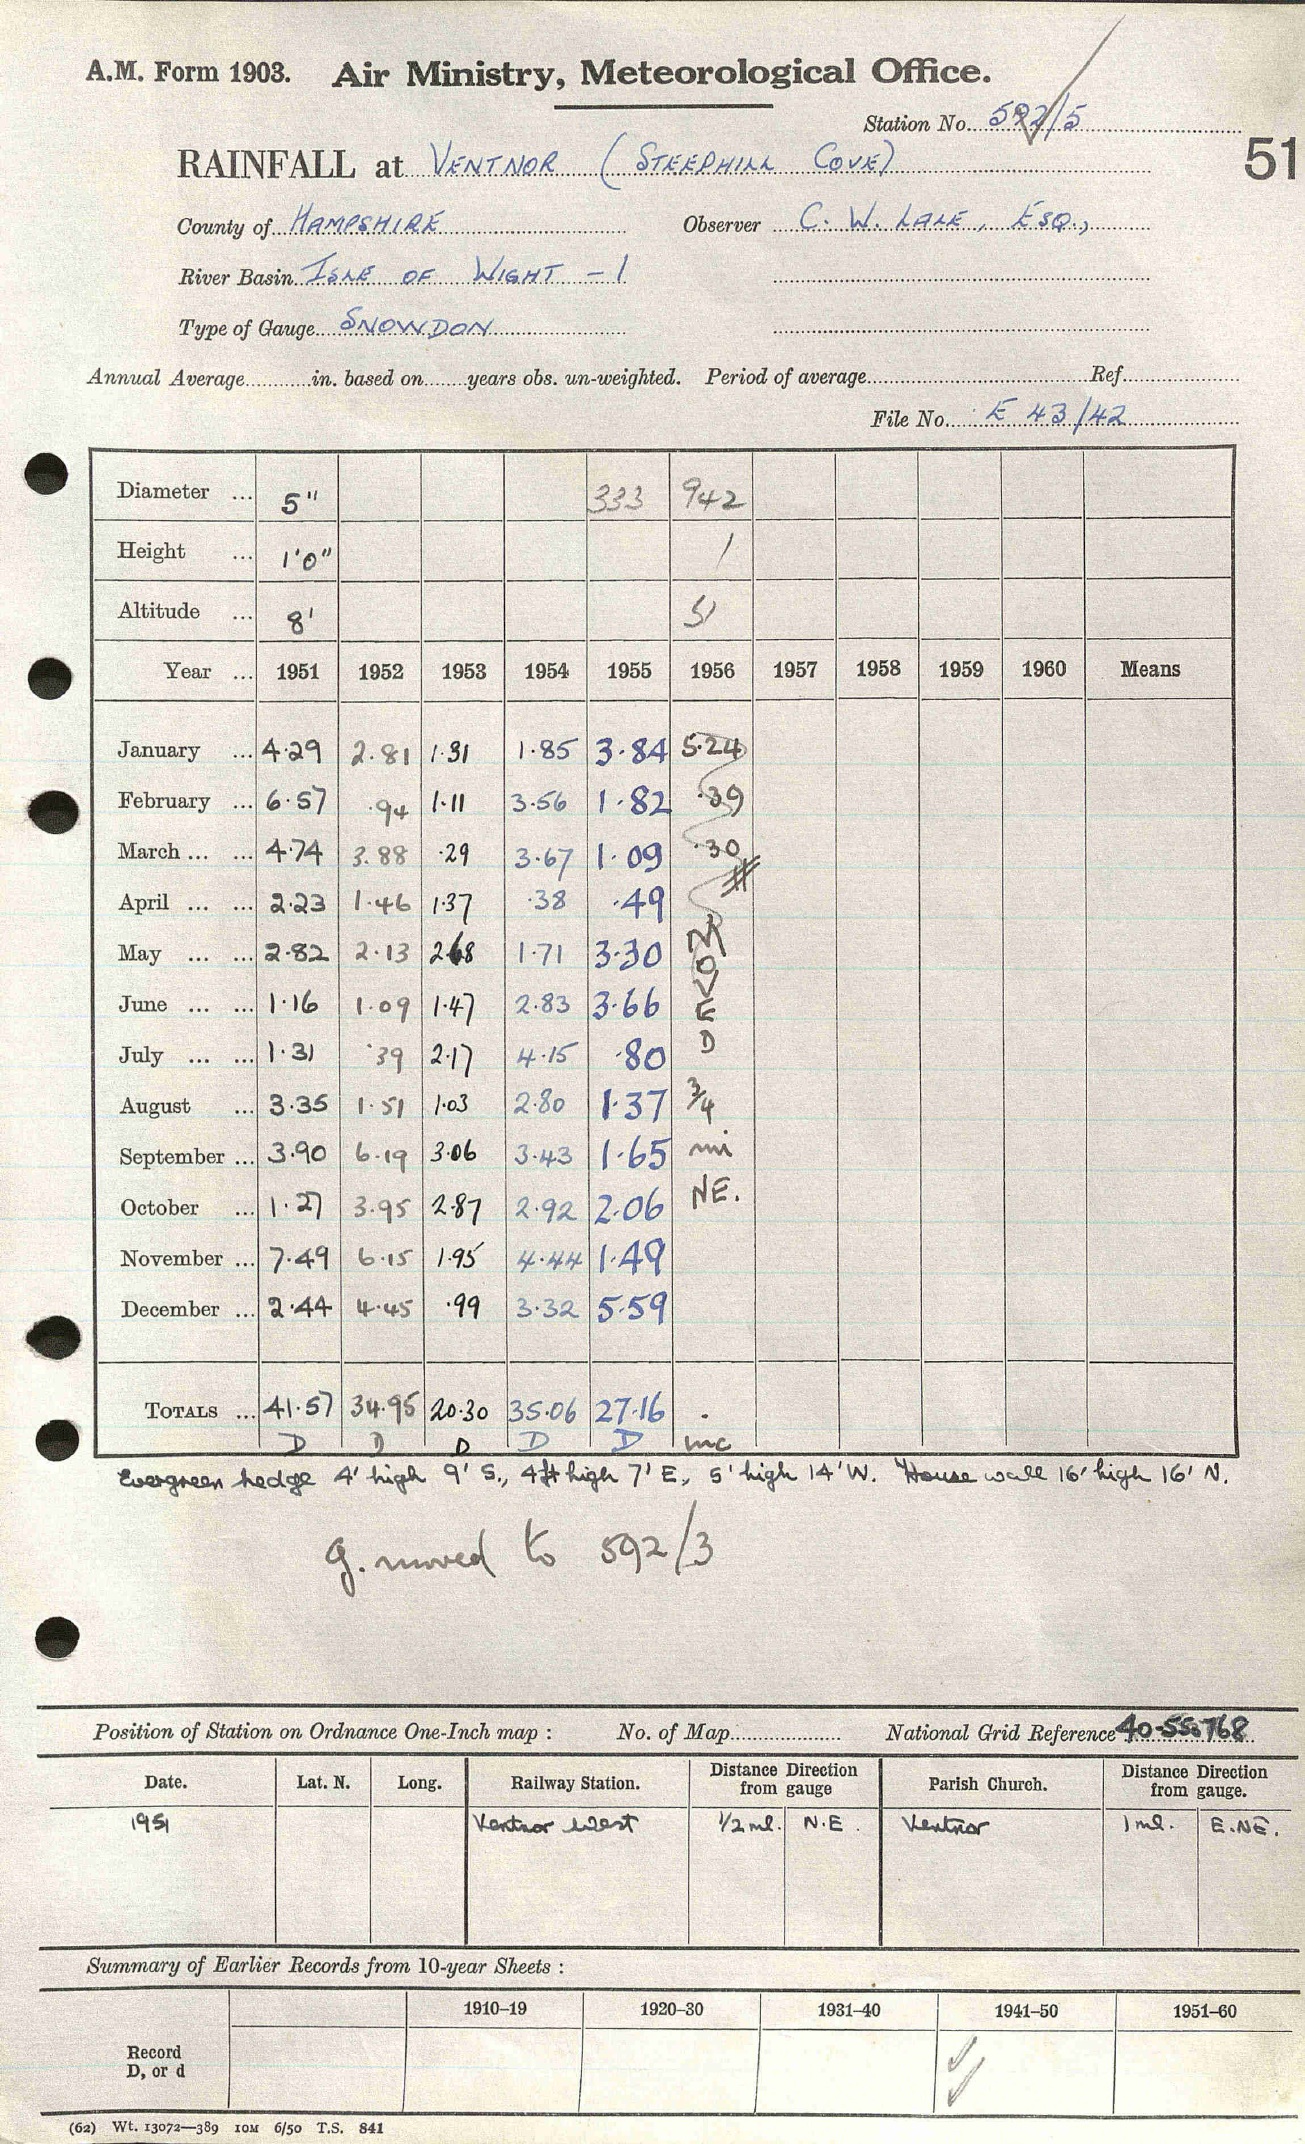 A.M. Form 1903. Air Ministry, Meteorological Office.
Station No. 592/5
RAINFALL at VENTNOR (STEEPHILL COVE)
51
County of HAMPSHIRE Observer C. W. LALE, ESQ.,
River Basin ISLE OF WIGHT - 1
Type of Gauge SNOWDON
Annual Average in. based on years obs. un-weighted. Period of average Ref.
File No. E 43/42
Diameter ... 5" 333 942
Height ... 1'0" 1
Altitude ... 8' 51
Year ... 1951 1952 1953 1954 1955 1956 1957 1958 1959 1960 Means
January ... 4.29 2.81 1.31 1.85 3.84 5.24
February ... 6.57 .94 1.11 3.56 1.82 .39
March ... ... 4.74 3.88 .29 3.67 1.09 .30
April ... ... 2.23 1.46 1.37 .38 .49
May ... ... 2.82 2.13 2.68 1.71 3.30 MOVED
June ... ... 1.16 1.09 1.47 2.83 3.66
July ... ... 1.31 .39 2.17 4.15 .80
August ... 3.35 1.51 1.03 2.80 1.37 3/4
September ... 3.90 6.19 3.06 3.43 1.65 mi
October ... 1.27 3.95 2.87 2.92 2.06 NE.
November ... 7.49 6.15 1.95 4.44 1.49
December ... 2.44 4.45 .99 3.32 5.59
TOTALS ... 41.57 34.95 20.30 35.06 27.16 .
D D D D D inc
Evergreen hedge 4' high 9' S., 4ft high 7' E., 5' high 14' W. House wall 16' high 16' N.
g. moved to 592/3
Position of Station on Ordnance One-Inch map : No. of Map National Grid Reference 40-550768
Date. Lat. N. Long. Railway Station. Distance Direction from gauge Parish Church. Distance Direction from gauge.
1951 Ventnor West 1/2 ml. N.E. Ventnor 1 ml. E.NE.
Summary of Earlier Records from 10-year Sheets :
1910–19 1920–30 1931–40 1941–50 1951–60
Record
D, or d
(62) Wt. 13072—389 10M 6/50 T.S. 841